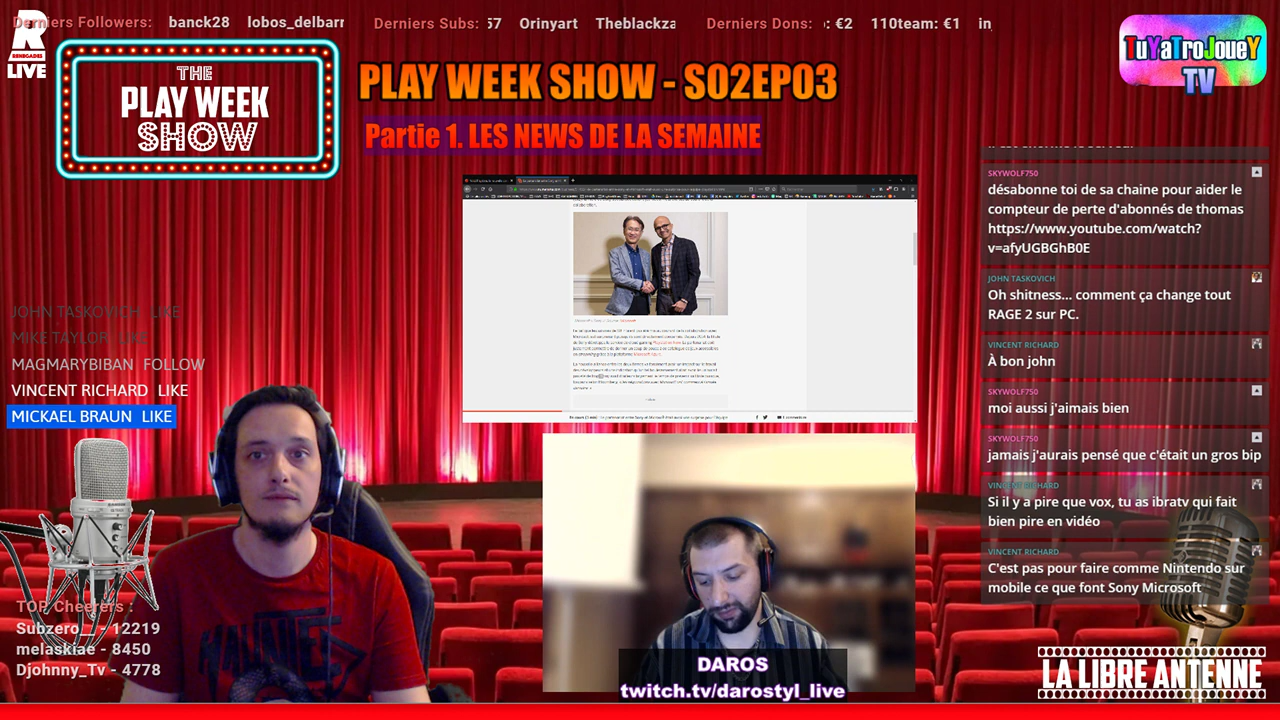 Derniers Followers: banck28 lobos_delbarr
Derniers Subs: 57 Orinyart Theblackza
Derniers Dons: : €2 110team: €1 in
R
RENEGADES
LIVE
THE
PLAY WEEK
SHOW
PLAY WEEK SHOW - S02EP03
Partie 1. LES NEWS DE LA SEMAINE
TuYaTroJoueY
TV
SKYWOLF750
désabonne toi de sa chaine pour aider le
compteur de perte d'abonnés de thomas
https://www.youtube.com/watch?
v=afyUGBGhB0E
JOHN TASKOVICH
Oh shitness... comment ça change tout
RAGE 2 sur PC.
VINCENT RICHARD
À bon john
SKYWOLF750
moi aussi j'aimais bien
SKYWOLF750
jamais j'aurais pensé que c'était un gros bip
VINCENT RICHARD
Si il y a pire que vox, tu as ibratv qui fait
bien pire en vidéo
VINCENT RICHARD
C'est pas pour faire comme Nintendo sur
mobile ce que font Sony Microsoft
JOHN TASKOVICH LIKE
MIKE TAYLOR LIKE
MAGMARYBIBAN FOLLOW
VINCENT RICHARD LIKE
MICKAEL BRAUN LIKE
TOP Cheerers :
Subzero__ - 12219
melaskiae - 8450
Djohnny_Tv - 4778
DAROS
twitch.tv/darostyl_live
LA LIBRE ANTENNE